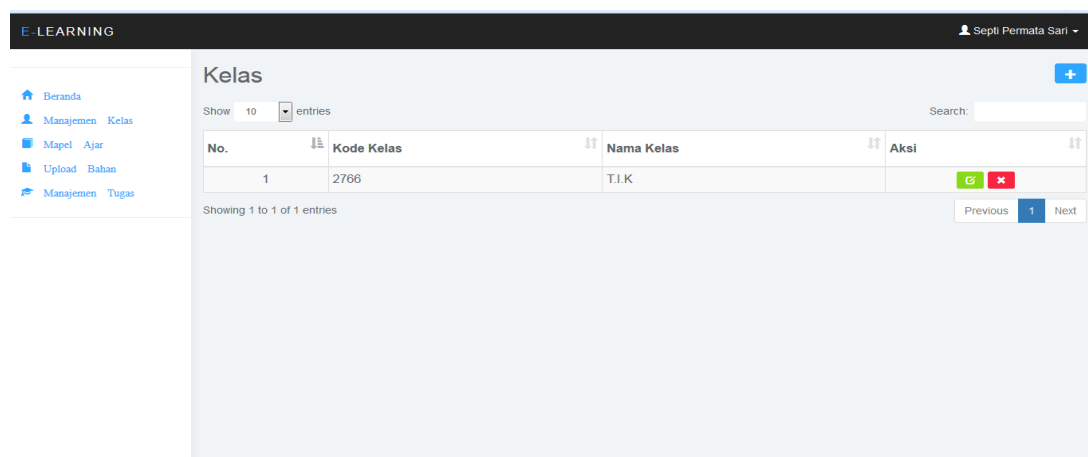 E-LEARNING
Septi Permata Sari
Beranda
Manajemen Kelas
Mapel Ajar
Upload Bahan
Manajemen Tugas
Kelas
Show 10 entries
Search:
No. Kode Kelas Nama Kelas Aksi
1 2766 T.I.K
Showing 1 to 1 of 1 entries
Previous 1 Next